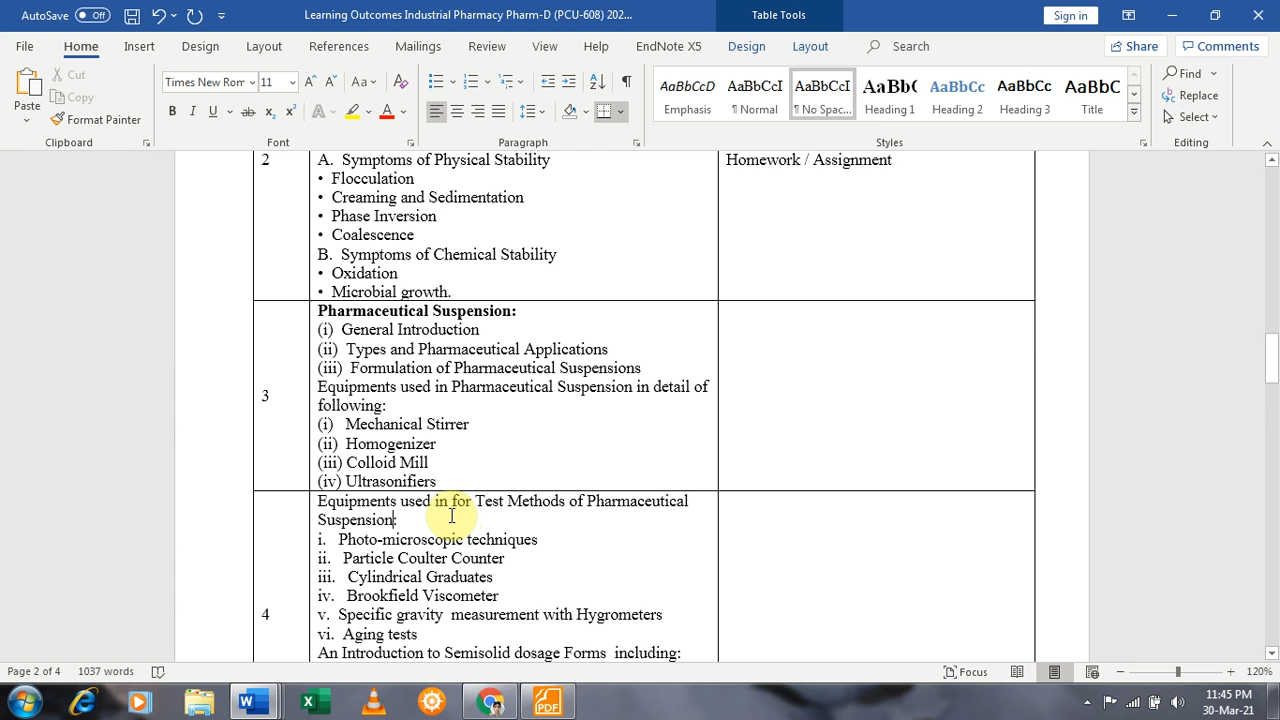 AutoSave Off Learning Outcomes Industrial Pharmacy Pharm-D (PCU-608) 202... Table Tools Sign in
File Home Insert Design Layout References Mailings Review View Help EndNote X5 Design Layout Search Share Comments
Paste Cut Copy Format Painter
Times New Rom 11
AaBbCcD AaBbCcI AaBbCcI AaBb( AaBbCc AaBbCc AaBbC
Emphasis ¶ Normal ¶ No Spac... Heading 1 Heading 2 Heading 3 Title
Find Replace Select
Clipboard Font Paragraph Styles Editing
2
A. Symptoms of Physical Stability
• Flocculation
• Creaming and Sedimentation
• Phase Inversion
• Coalescence
B. Symptoms of Chemical Stability
• Oxidation
• Microbial growth.
Homework / Assignment
3
Pharmaceutical Suspension:
(i) General Introduction
(ii) Types and Pharmaceutical Applications
(iii) Formulation of Pharmaceutical Suspensions
Equipments used in Pharmaceutical Suspension in detail of
following:
(i) Mechanical Stirrer
(ii) Homogenizer
(iii) Colloid Mill
(iv) Ultrasonifiers
4
Equipments used in for Test Methods of Pharmaceutical
Suspension:
i. Photo-microscopic techniques
ii. Particle Coulter Counter
iii. Cylindrical Graduates
iv. Brookfield Viscometer
v. Specific gravity measurement with Hygrometers
vi. Aging tests
An Introduction to Semisolid dosage Forms including:
Page 2 of 4 1037 words Focus 120%
11:45 PM
30-Mar-21